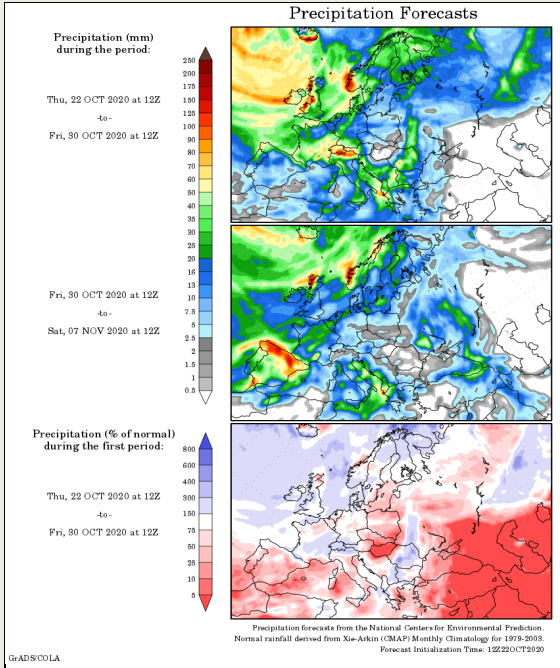 Precipitation Forecasts
Precipitation (mm)
during the period:
Thu, 22 OCT 2020 at 12Z
-to-
Fri, 30 OCT 2020 at 12Z
250
200
175
150
125
100
90
80
70
60
50
45
40
35
30
25
20
16
13
10
7.5
5
2.5
2
1.5
1
0.5
Fri, 30 OCT 2020 at 12Z
-to-
Sat, 07 NOV 2020 at 12Z
Precipitation (% of normal)
during the first period:
Thu, 22 OCT 2020 at 12Z
-to-
Fri, 30 OCT 2020 at 12Z
800
600
400
300
150
75
50
25
10
5
Precipitation forecasts from the National Centers for Environmental Prediction.
Normal rainfall derived from Xie-Arkin (CMAP) Monthly Climatology for 1979-2003.
Forecast Initialization Time: 12Z22OCT2020
GrADS/COLA